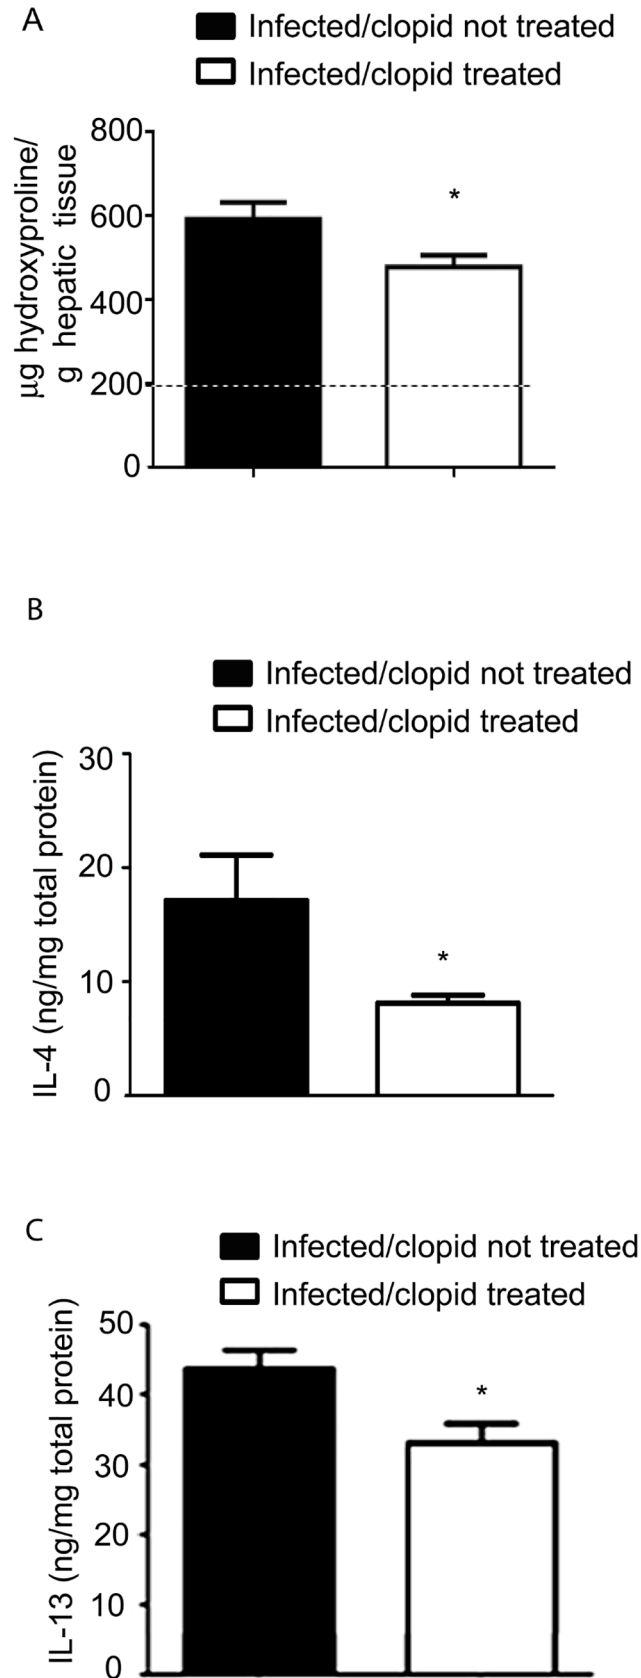 A
Infected/clopid not treated
Infected/clopid treated
µg hydroxyproline/
g hepatic tissue
800
600
400
200
0
*
B
Infected/clopid not treated
Infected/clopid treated
IL-4 (ng/mg total protein)
30
20
10
0
*
C
Infected/clopid not treated
Infected/clopid treated
IL-13 (ng/mg total protein)
50
40
30
20
10
0
*